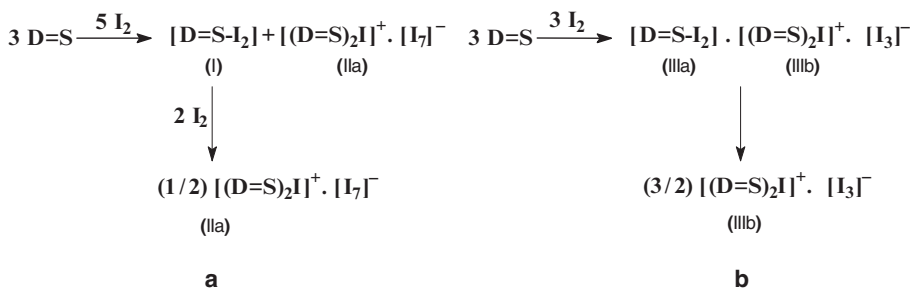 3 D=S 5 I₂ [D=S-I₂] + [(D=S)₂I]⁺ . [I₇]⁻
(I) (IIa)
2 I₂
(1/2) [(D=S)₂I]⁺ . [I₇]⁻
(IIa)
a
3 D=S 3 I₂ [D=S-I₂] . [(D=S)₂I]⁺ . [I₃]⁻
(IIIa) (IIIb)
(3/2) [(D=S)₂I]⁺ . [I₃]⁻
(IIIb)
b